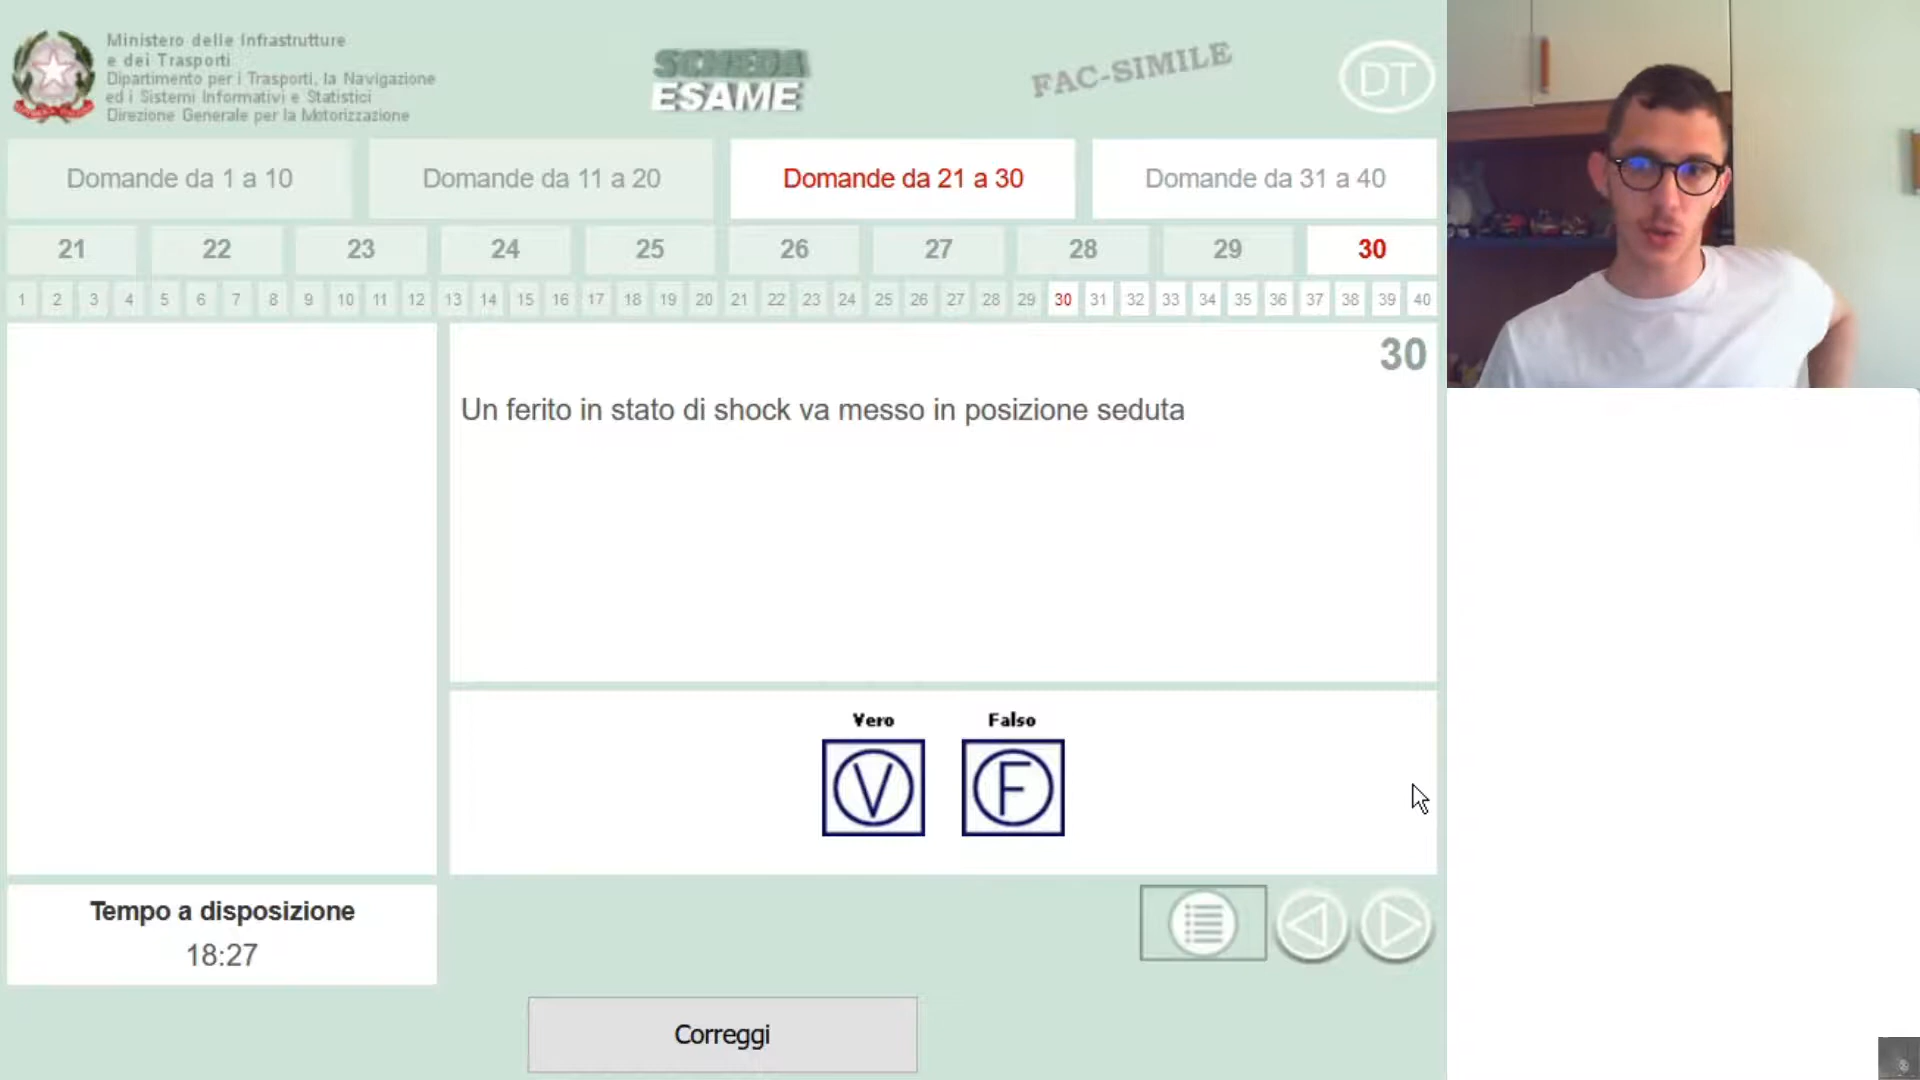 Ministero delle Infrastrutture
e dei Trasporti
Dipartimento per i Trasporti, la Navigazione
ed i Sistemi Informativi e Statistici
Direzione Generale per la Motorizzazione
SCHEDA
ESAME
FAC-SIMILE
DT
Domande da 1 a 10
Domande da 11 a 20
Domande da 21 a 30
Domande da 31 a 40
21 22 23 24 25 26 27 28 29 30
1 2 3 4 5 6 7 8 9 10 11 12 13 14 15 16 17 18 19 20 21 22 23 24 25 26 27 28 29 30 31 32 33 34 35 36 37 38 39 40
30
Un ferito in stato di shock va messo in posizione seduta
Vero Falso
V F
Tempo a disposizione
18:27
Correggi